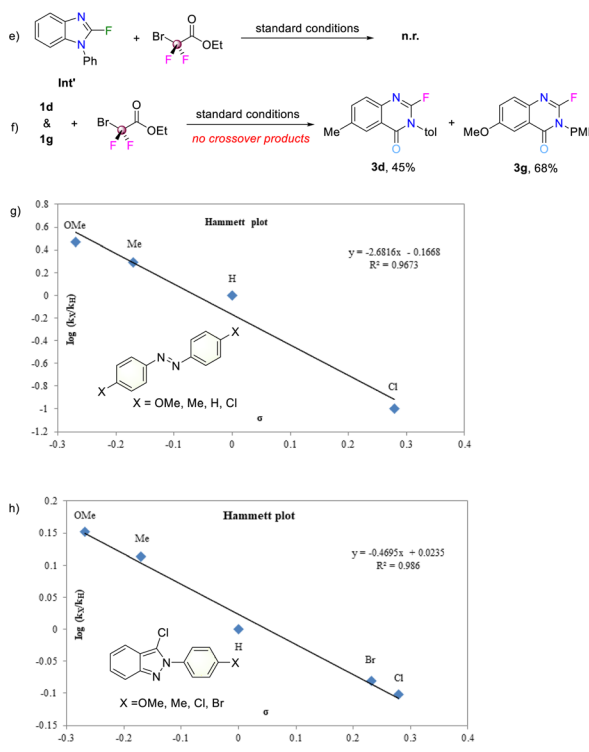 e)
N
F
N
Ph
Int'
+
Br
O
OEt
F F
standard conditions
n.r.
f)
1d
&
1g
+
Br
O
OEt
F F
standard conditions
no crossover products
N F
N
Me tol
O
3d, 45%
+
N F
N
MeO PM
O
3g, 68%
g)
Hammett plot
y = -2.6816x - 0.1668
R² = 0.9673
log (kX/kH)
0.8
0.6
0.4
0.2
0
-0.2
-0.4
-0.6
-0.8
-1
-1.2
OMe
Me
H
Cl
X
N=N
X
X = OMe, Me, H, Cl
σ
-0.3 -0.2 -0.1 0 0.1 0.2 0.3 0.4
h)
Hammett plot
y = -0.4695x + 0.0235
R² = 0.986
log (kX/kH)
0.2
0.15
0.1
0.05
0
-0.05
-0.1
-0.15
OMe
Me
H
Br
Cl
Cl
N
N
X
X =OMe, Me, Cl, Br
σ
-0.3 -0.2 -0.1 0 0.1 0.2 0.3 0.4